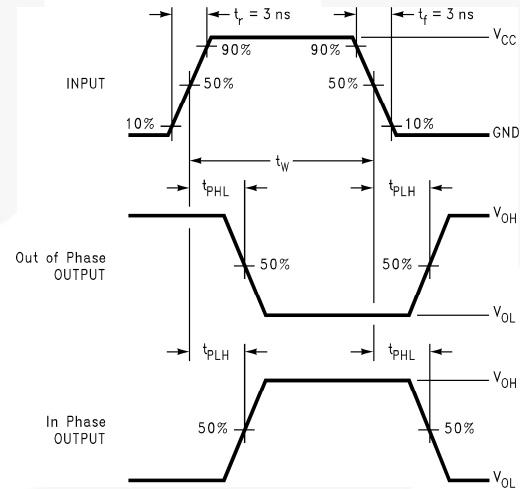 t_r = 3 ns
t_f = 3 ns
V_CC
90%
90%
INPUT
50%
50%
10%
10%
GND
t_W
t_PHL
t_PLH
V_OH
Out of Phase
OUTPUT
50%
50%
V_OL
t_PLH
t_PHL
V_OH
In Phase
OUTPUT
50%
50%
V_OL